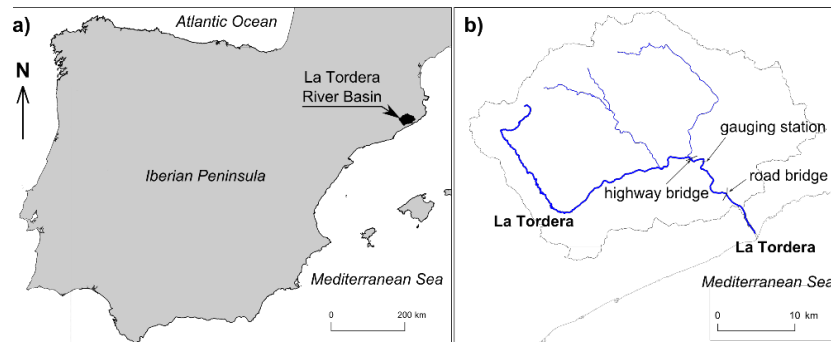 a)
Atlantic Ocean
N
La Tordera
River Basin
Iberian Peninsula
Mediterranean Sea
0
200 km
b)
gauging station
road bridge
highway bridge
La Tordera
La Tordera
Mediterranean Sea
0
10 km